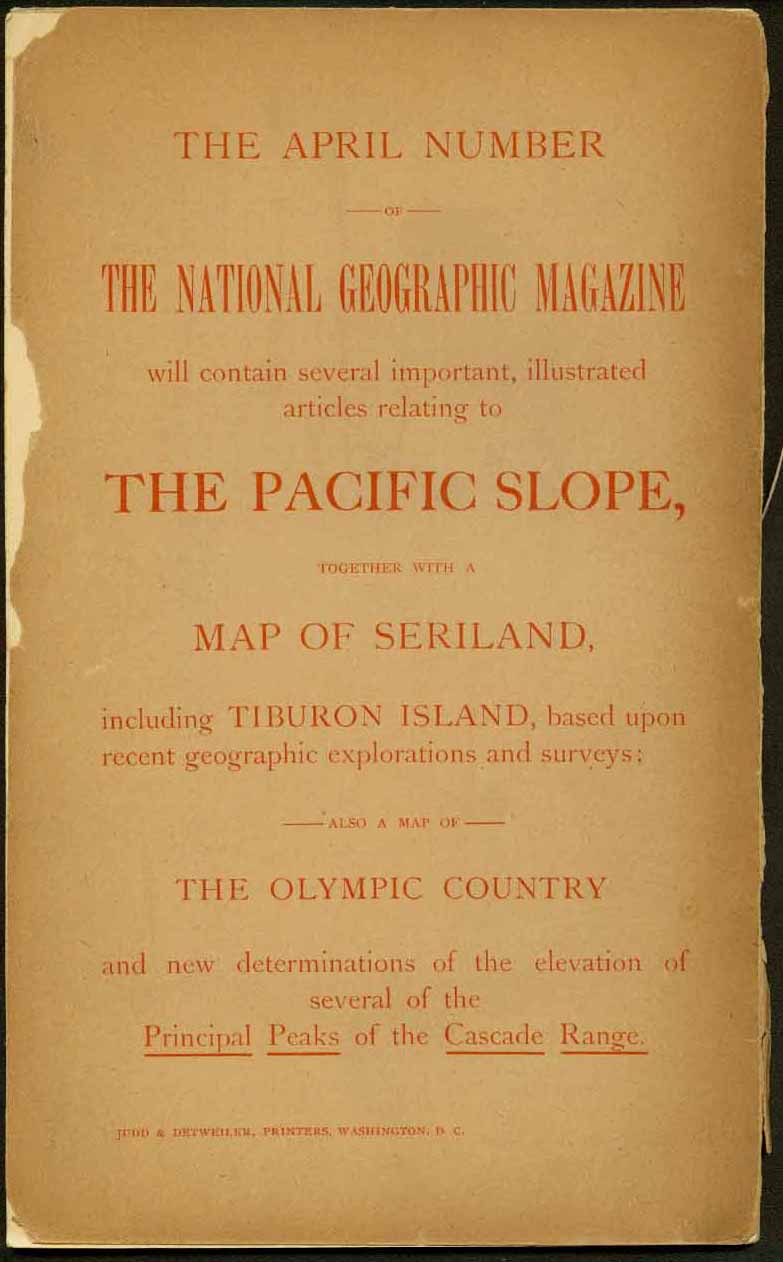 THE APRIL NUMBER
OF
THE NATIONAL GEOGRAPHIC MAGAZINE
will contain several important, illustrated
articles relating to
THE PACIFIC SLOPE,
TOGETHER WITH A
MAP OF SERILAND,
including TIBURON ISLAND, based upon
recent geographic explorations and surveys;
ALSO A MAP OF
THE OLYMPIC COUNTRY
and new determinations of the elevation of
several of the
Principal Peaks of the Cascade Range.
JUDD & DETWEILER, PRINTERS, WASHINGTON, D. C.